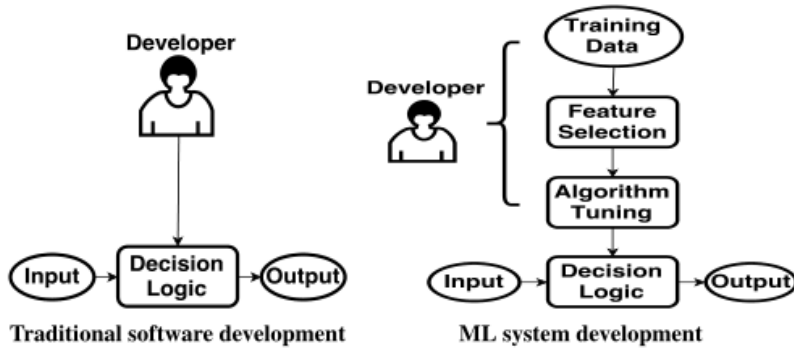 Developer
Input
Decision
Logic
Output
Traditional software development
Training
Data
Developer
Feature
Selection
Algorithm
Tuning
Input
Decision
Logic
Output
ML system development